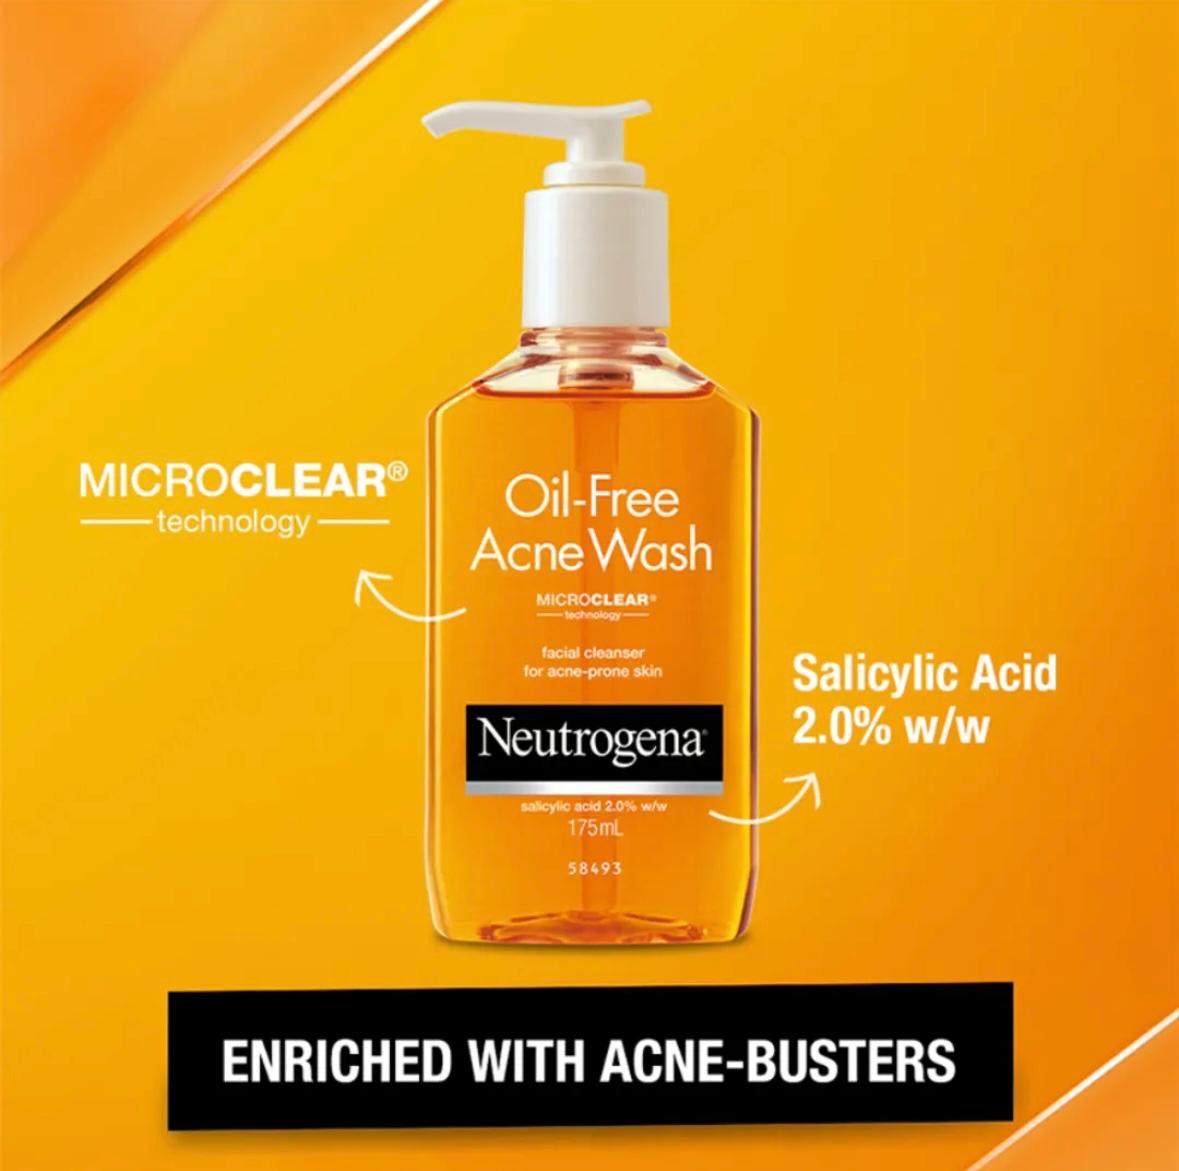 MICROCLEAR®
technology
Oil-Free
Acne Wash
MICROCLEAR®
technology
facial cleanser
for acne-prone skin
Neutrogena®
salicylic acid 2.0% w/w
175mL
58493
Salicylic Acid
2.0% w/w
ENRICHED WITH ACNE-BUSTERS